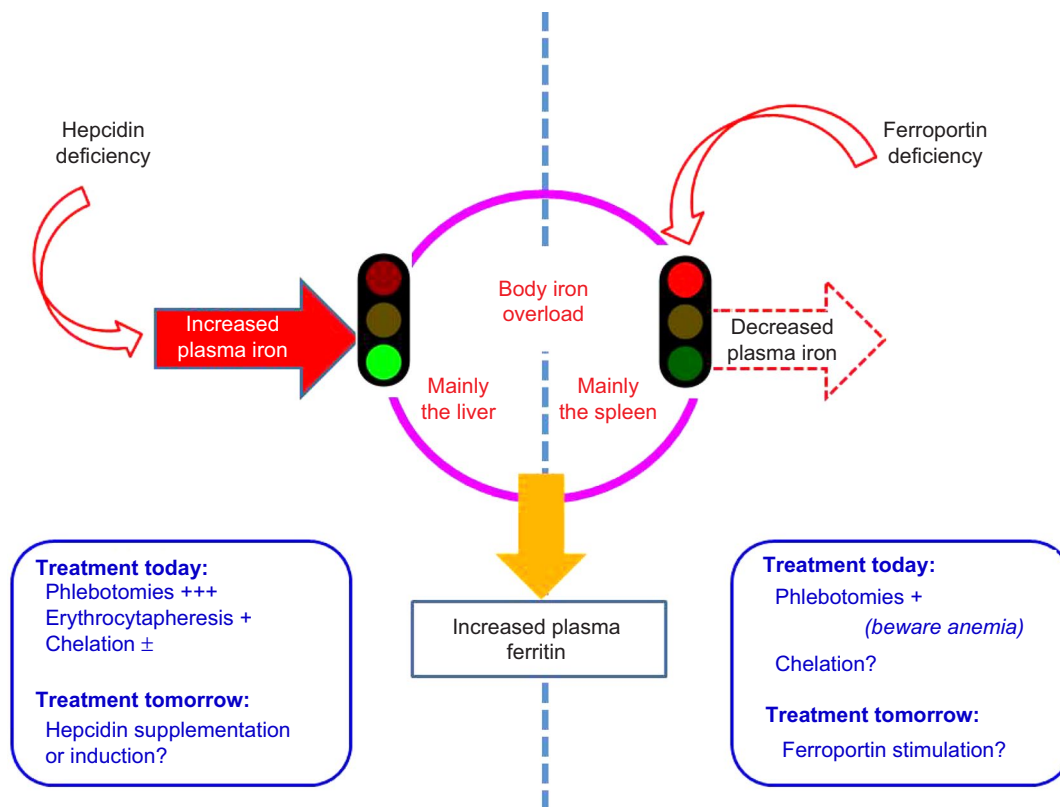 Hepcidin
deficiency
Ferroportin
deficiency
Increased
plasma iron
Body iron
overload
Decreased
plasma iron
Mainly
the liver
Mainly
the spleen
Increased plasma
ferritin
Treatment today:
Phlebotomies +++
Erythrocytapheresis +
Chelation ±
Treatment tomorrow:
Hepcidin supplementation
or induction?
Treatment today:
Phlebotomies +
(beware anemia)
Chelation?
Treatment tomorrow:
Ferroportin stimulation?